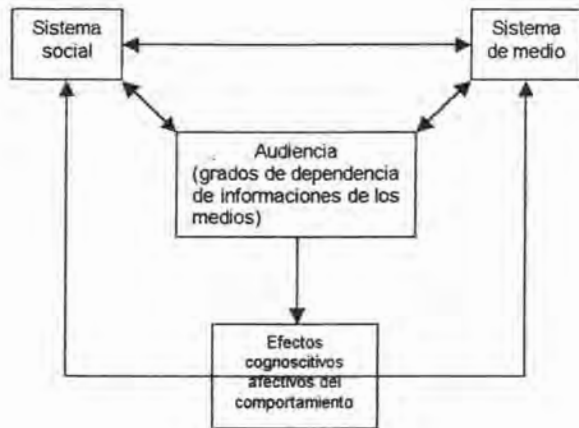 Sistema
social
Sistema
de medio
Audiencia
(grados de dependencia
de informaciones de los
medios)
Efectos
cognoscitivos
afectivos del
comportamiento